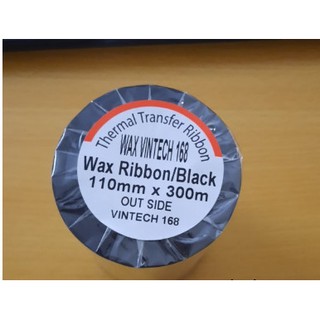 Thermal Transfer Ribbon
WAX VINTECH 168
Wax Ribbon/Black
110mm x 300m
OUT SIDE
VINTECH 168